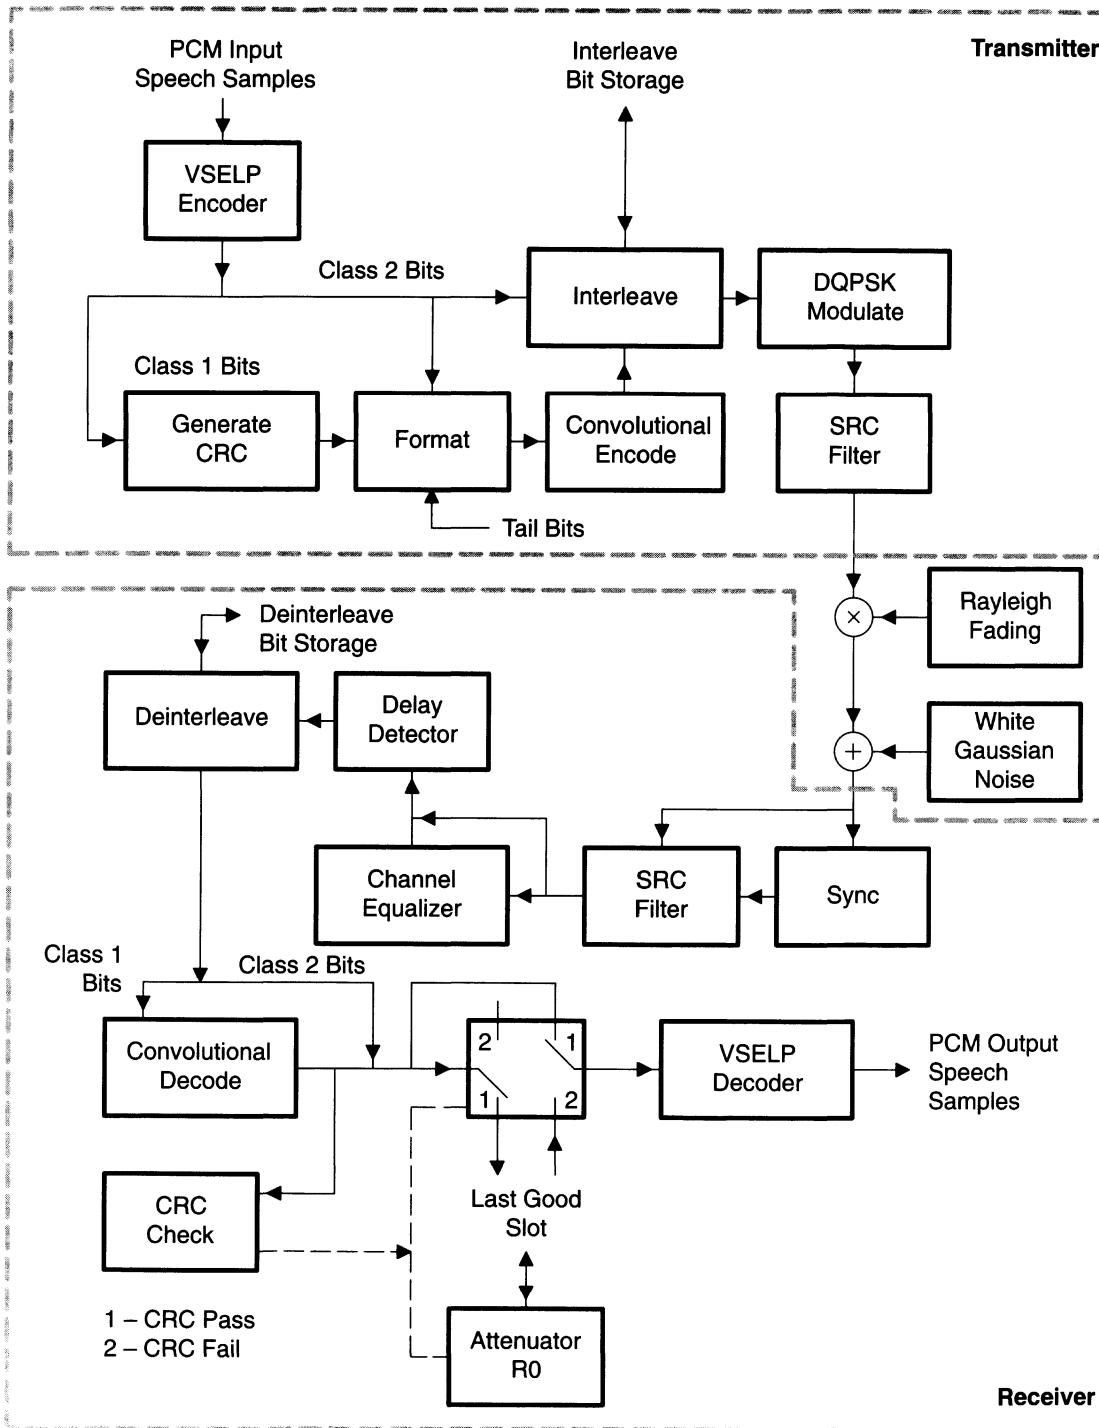 PCM Input
Speech Samples
Interleave
Bit Storage
Transmitter
VSELP
Encoder
Class 2 Bits
Interleave
DQPSK
Modulate
Class 1 Bits
Generate
CRC
Format
Convolutional
Encode
SRC
Filter
Tail Bits
Rayleigh
Fading
×
Deinterleave
Bit Storage
Deinterleave
Delay
Detector
White
Gaussian
Noise
+
Channel
Equalizer
SRC
Filter
Sync
Class 1
Bits
Class 2 Bits
Convolutional
Decode
2
1
1
2
VSELP
Decoder
PCM Output
Speech
Samples
CRC
Check
Last Good
Slot
1 – CRC Pass
2 – CRC Fail
Attenuator
R0
Receiver